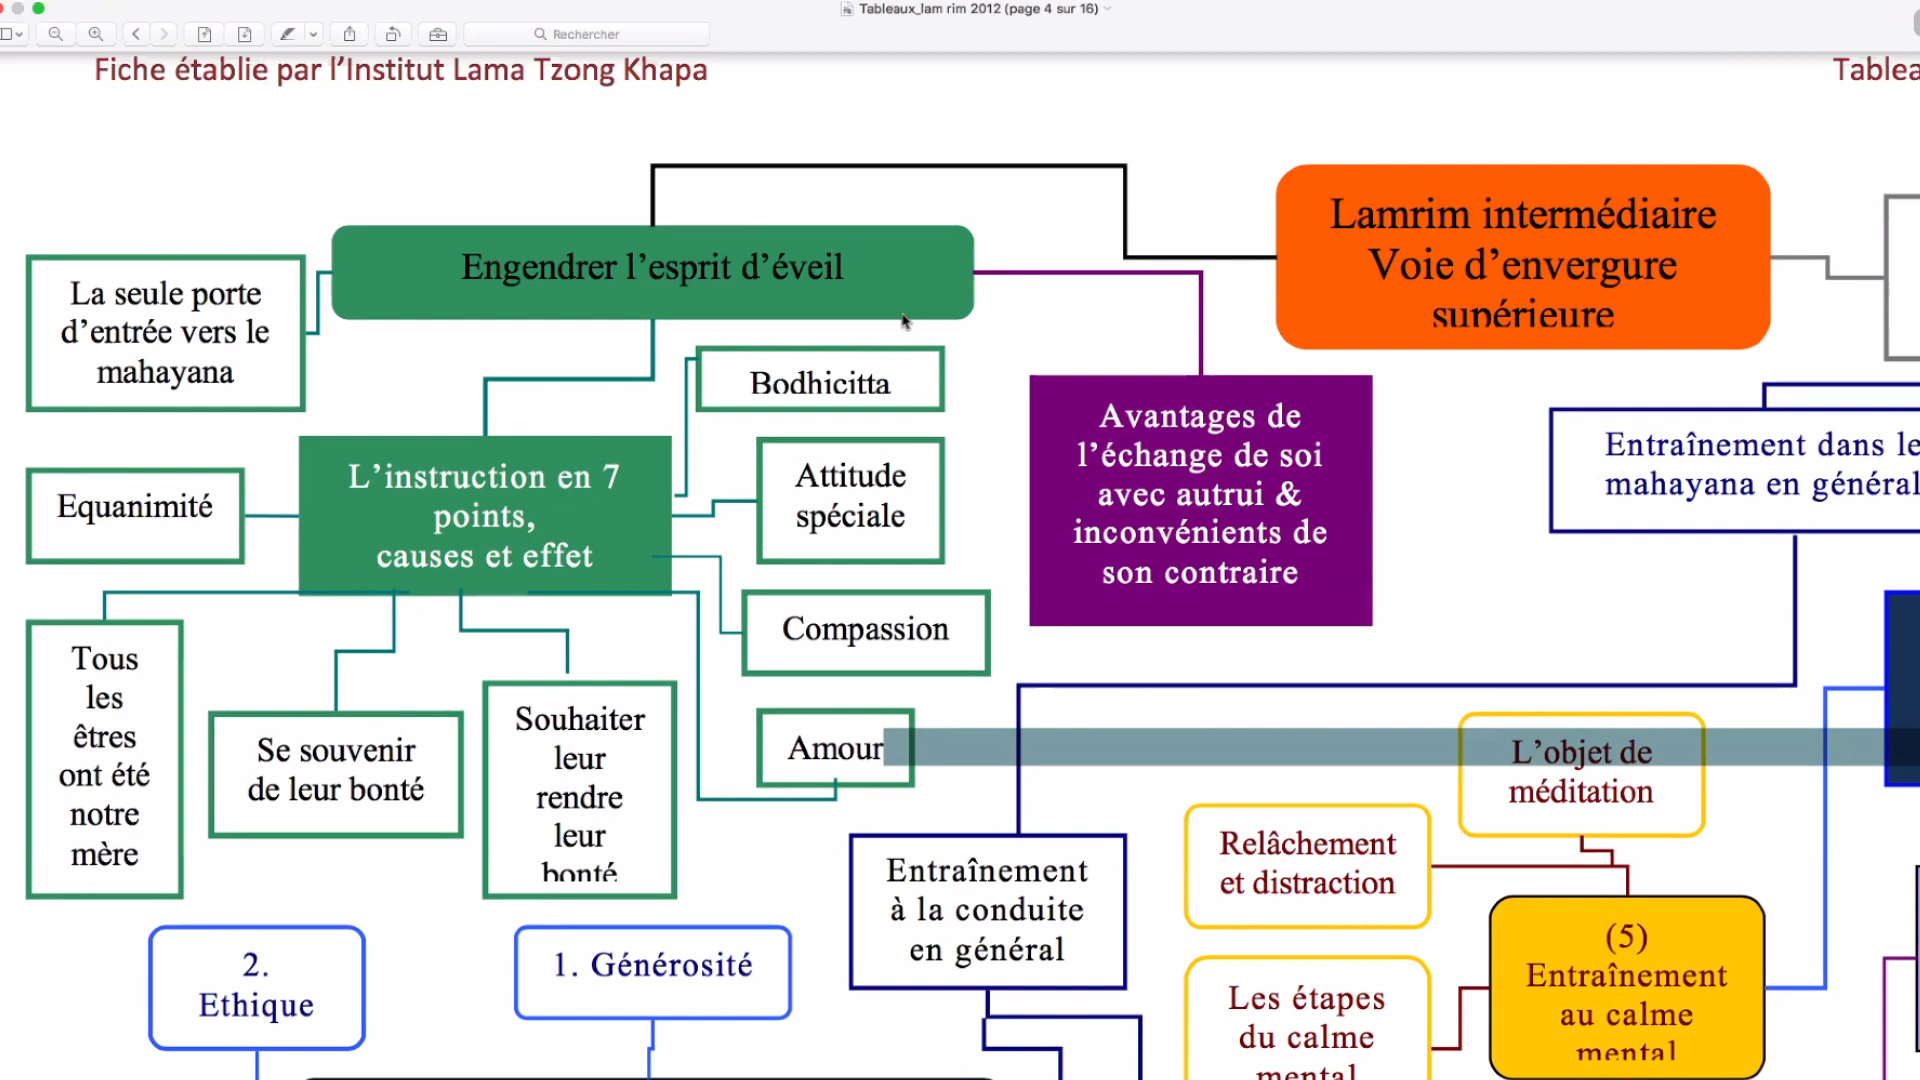 Tableaux_lam rim 2012 (page 4 sur 16)
Rechercher
Fiche établie par l’Institut Lama Tzong Khapa
Lamrim intermédiaire
Voie d’envergure
supérieure
Engendrer l’esprit d’éveil
La seule porte
d’entrée vers le
mahayana
Bodhicitta
Avantages de
l’échange de soi
avec autrui &
inconvénients de
son contraire
Entraînement dans le
mahayana en général
L’instruction en 7
points,
causes et effet
Equanimité
Attitude
spéciale
Compassion
Tous
les
êtres
ont été
notre
mère
Se souvenir
de leur bonté
Souhaiter
leur
rendre
leur
bonté
Amour
L’objet de
méditation
Relâchement
et distraction
Entraînement
à la conduite
en général
(5)
Entraînement
au calme
mental
2.
Ethique
1. Générosité
Les étapes
du calme
mental